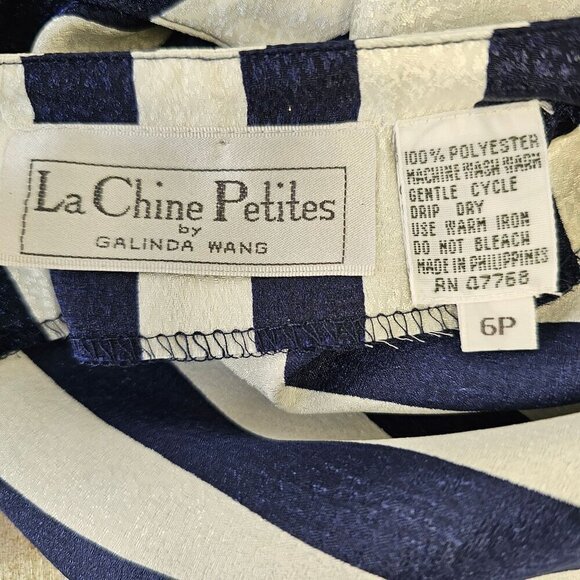 La Chine Petites
by
GALINDA WANG
100% POLYESTER
MACHINE WASH WARM
GENTLE CYCLE
DRIP DRY
USE WARM IRON
DO NOT BLEACH
MADE IN PHILIPPINES
RN 47768
6P